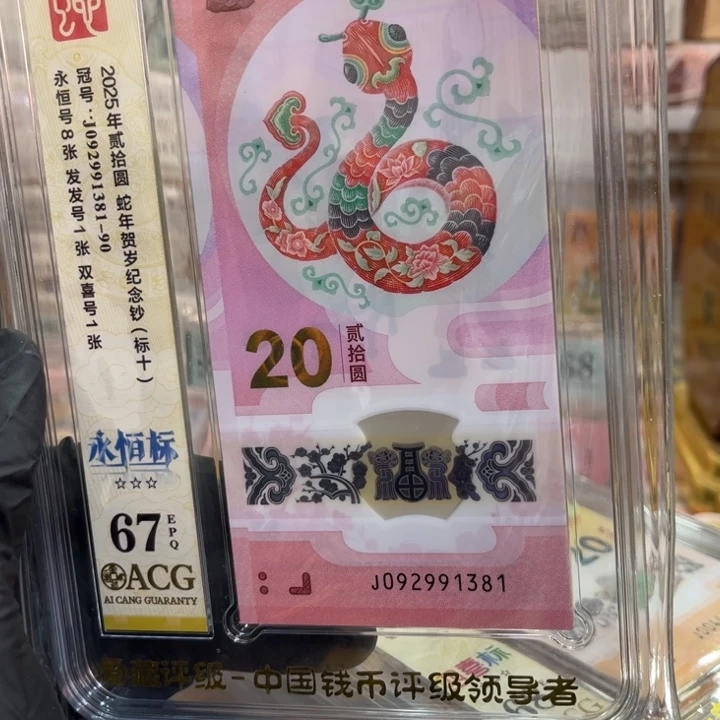 2025年贰拾圆 蛇年贺岁纪念钞（标十）
冠号：J092991381-90
永恒号8张 发发号1张 双喜号1张
永恒标
☆☆☆
67 EPQ
ACG
AI CANG GUARANTY
20 贰拾圆
J092991381
爱藏评级-中国钱币评级领导者
20